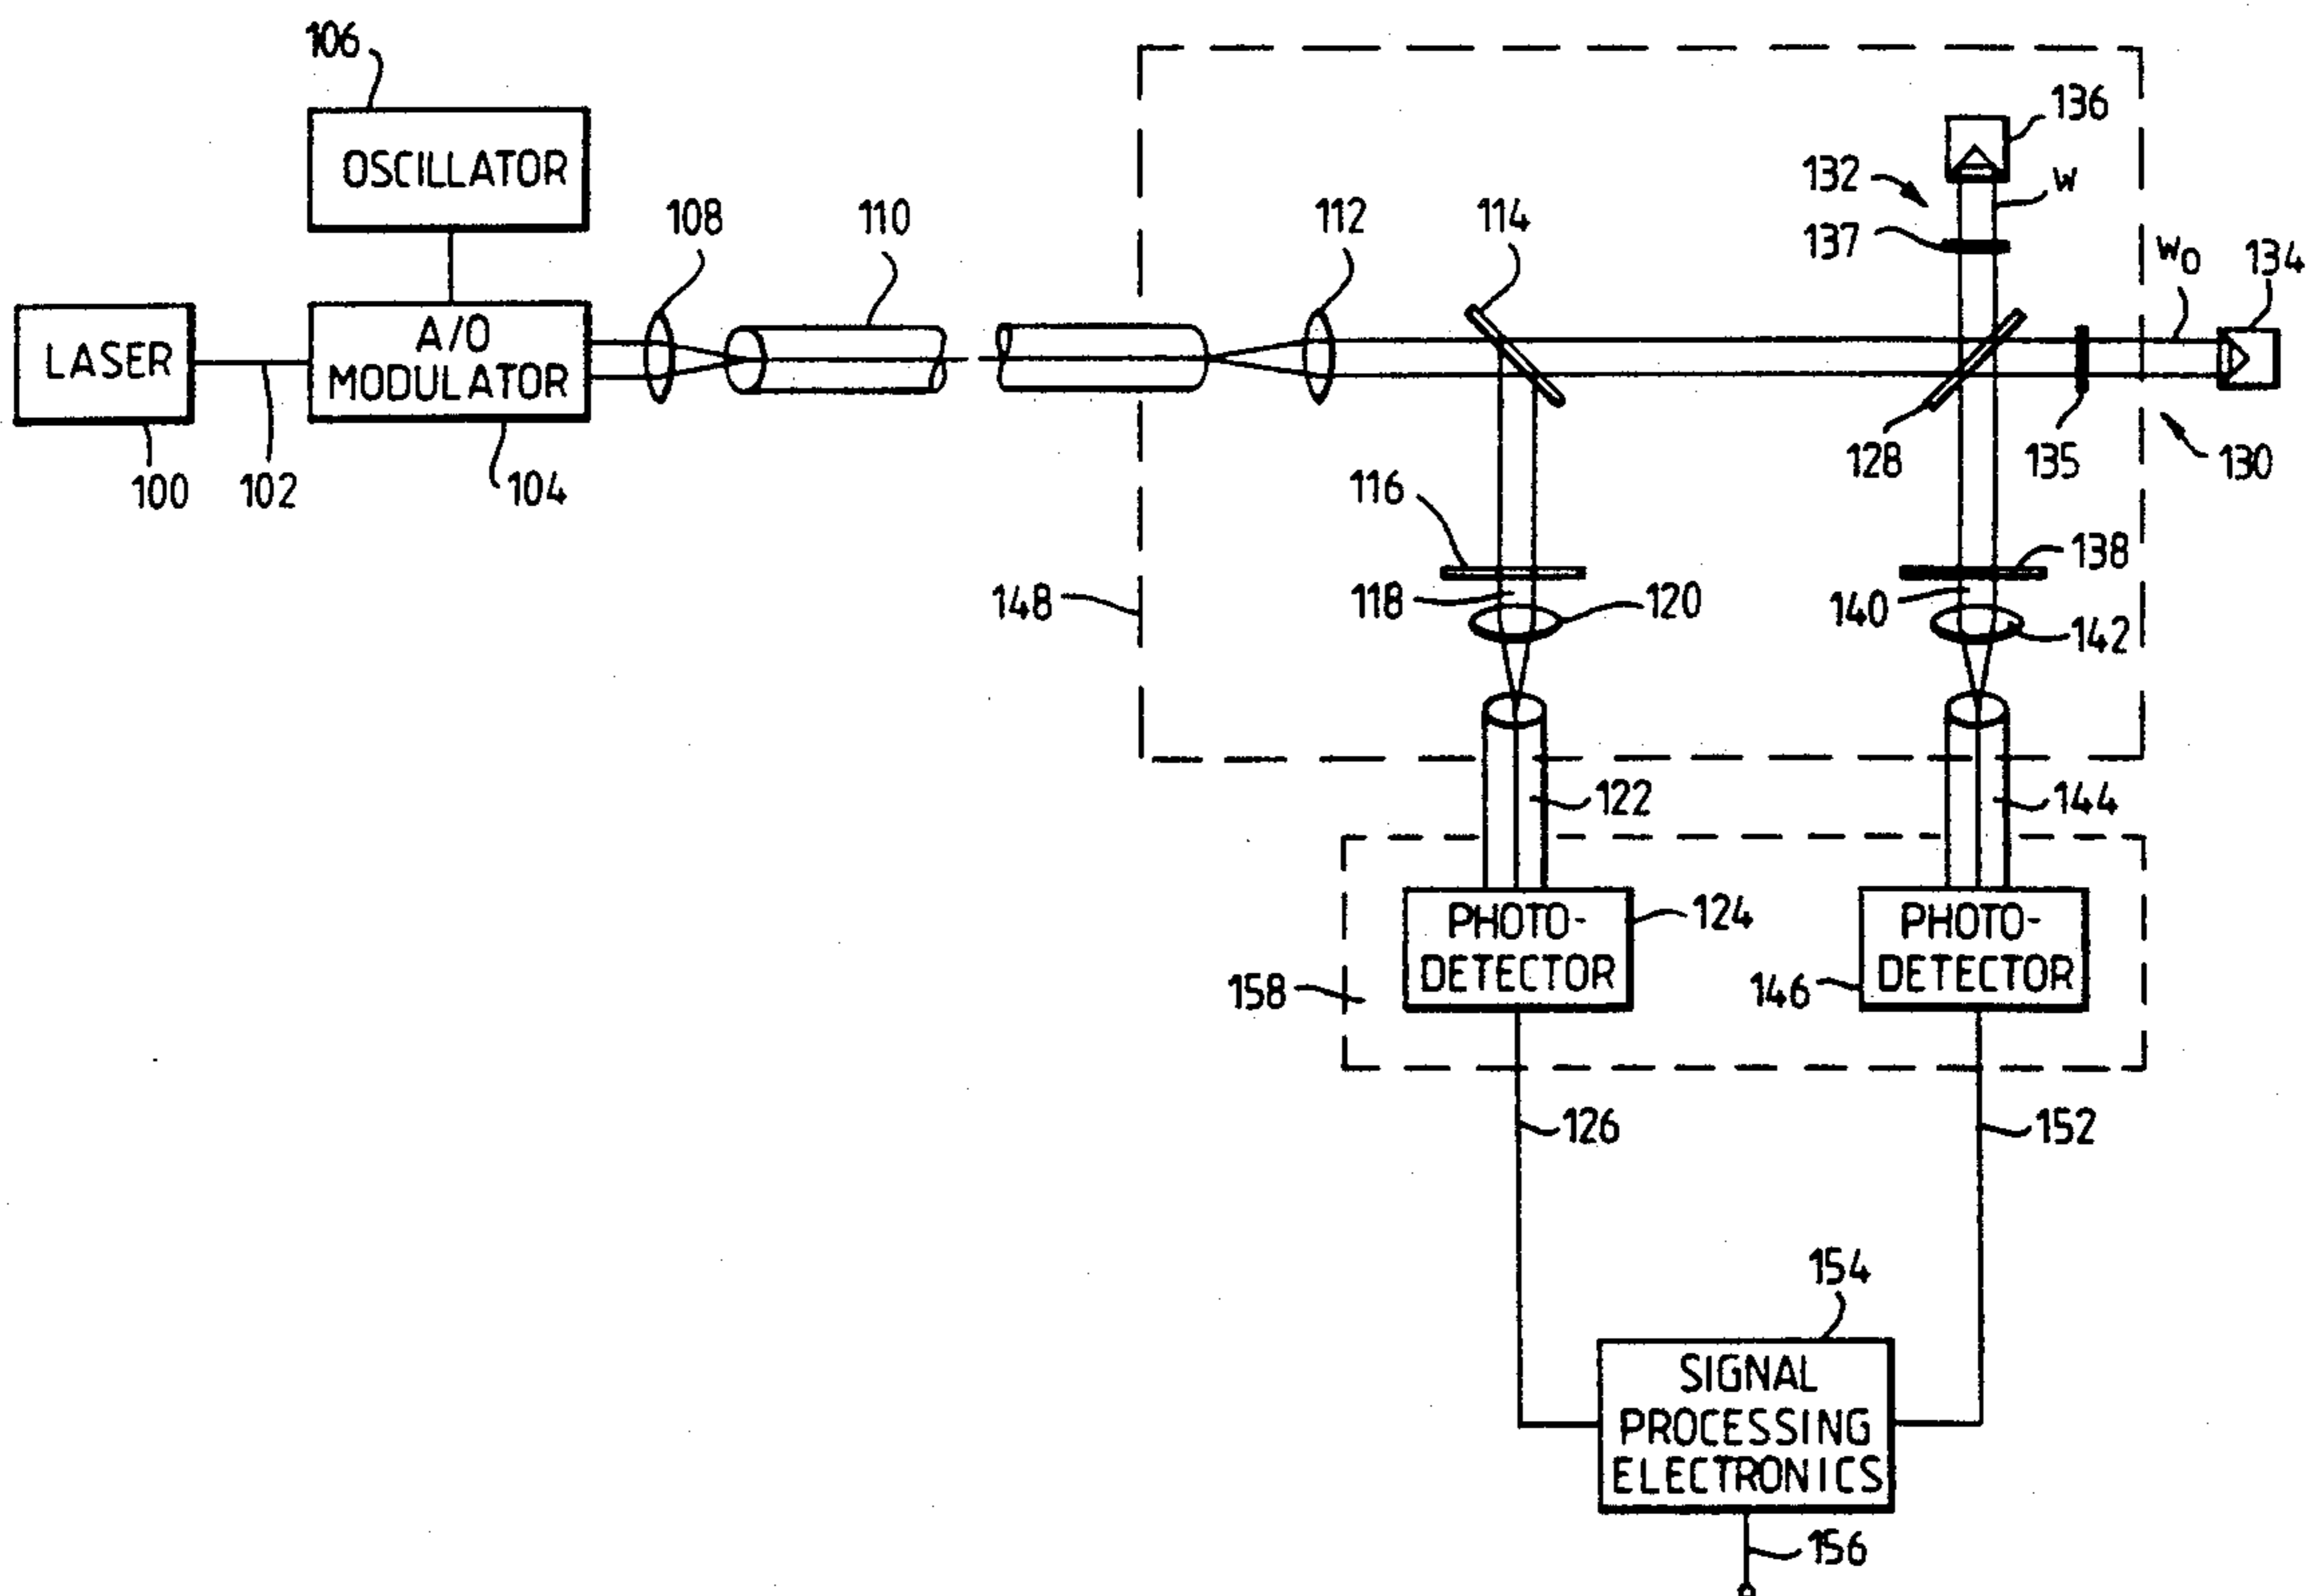 106
136
OSCILLATOR
132
W
108
110
112
114
137
W0
134
LASER
A/O
MODULATOR
100
102
104
116
128
135
130
148
118
120
138
140
142
122
144
PHOTO-
DETECTOR
124
PHOTO-
DETECTOR
158
146
126
152
154
SIGNAL
PROCESSING
ELECTRONICS
156